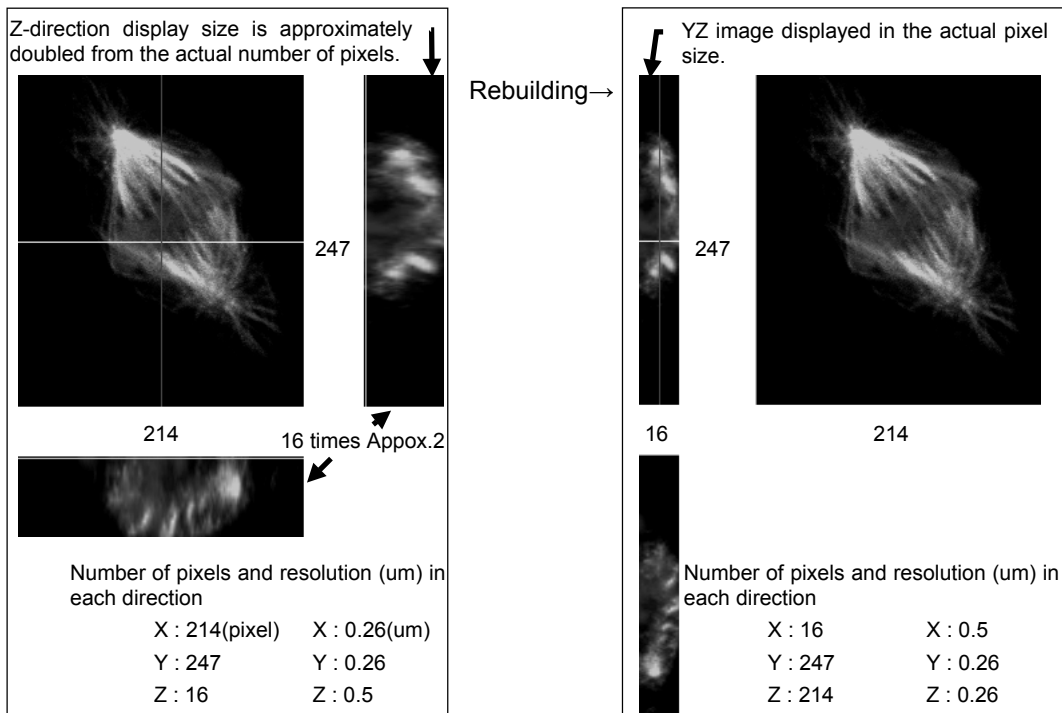 Z-direction display size is approximately
doubled from the actual number of pixels.
247
214
16 times Appox.2
Number of pixels and resolution (um) in
each direction
X : 214(pixel) X : 0.26(um)
Y : 247 Y : 0.26
Z : 16 Z : 0.5
Rebuilding→
YZ image displayed in the actual pixel
size.
247
16 214
Number of pixels and resolution (um) in
each direction
X : 16 X : 0.5
Y : 247 Y : 0.26
Z : 214 Z : 0.26